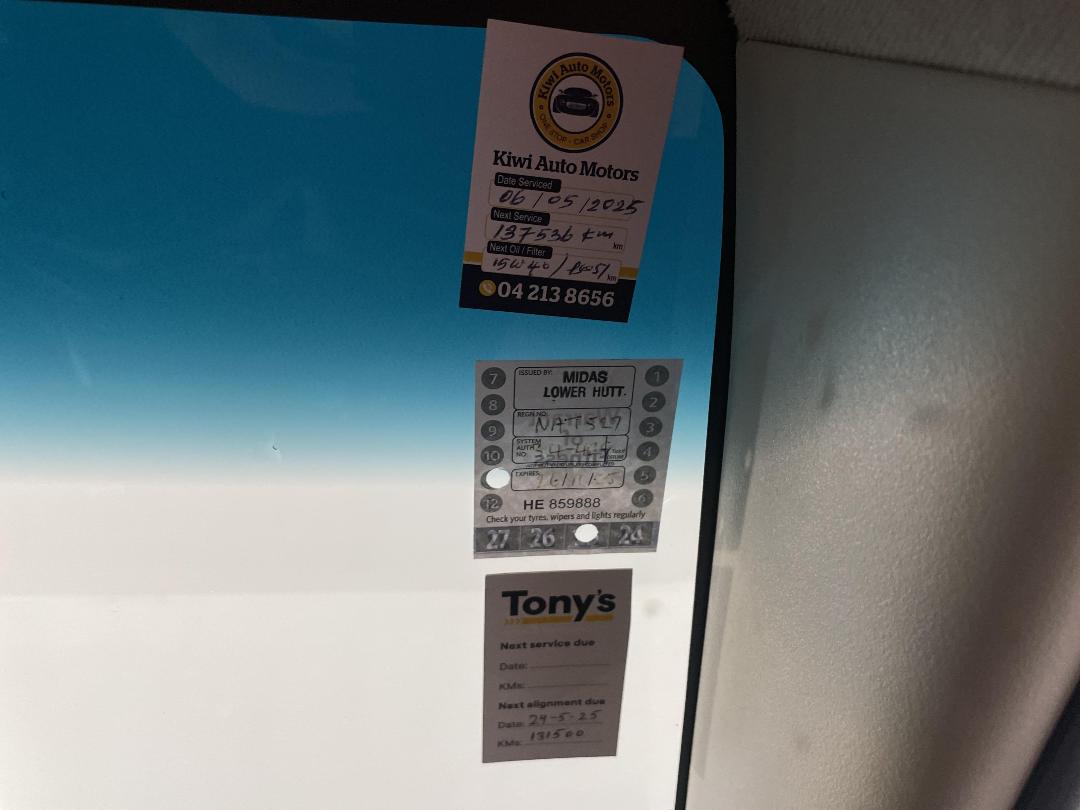 Kiwi Auto Motors
ONE STOP - CAR SHOP
Kiwi Auto Motors
Date Serviced
06/05/2025
Next Service
137536 km
km
Next Oil / Filter
15W40/
km
04 213 8656
7
ISSUED BY: MIDAS
LOWER HUTT.
1
8
2
REGN NO.
9
3
SYSTEM
AUTH
NO.
10
4
EXPIRES
5
12
HE 859888
6
Check your tyres, wipers and lights regularly
27 26 24
Tony's
Next service due
Date:
KMs:
Next alignment due
Date: 29-5-25
KMs: 131500